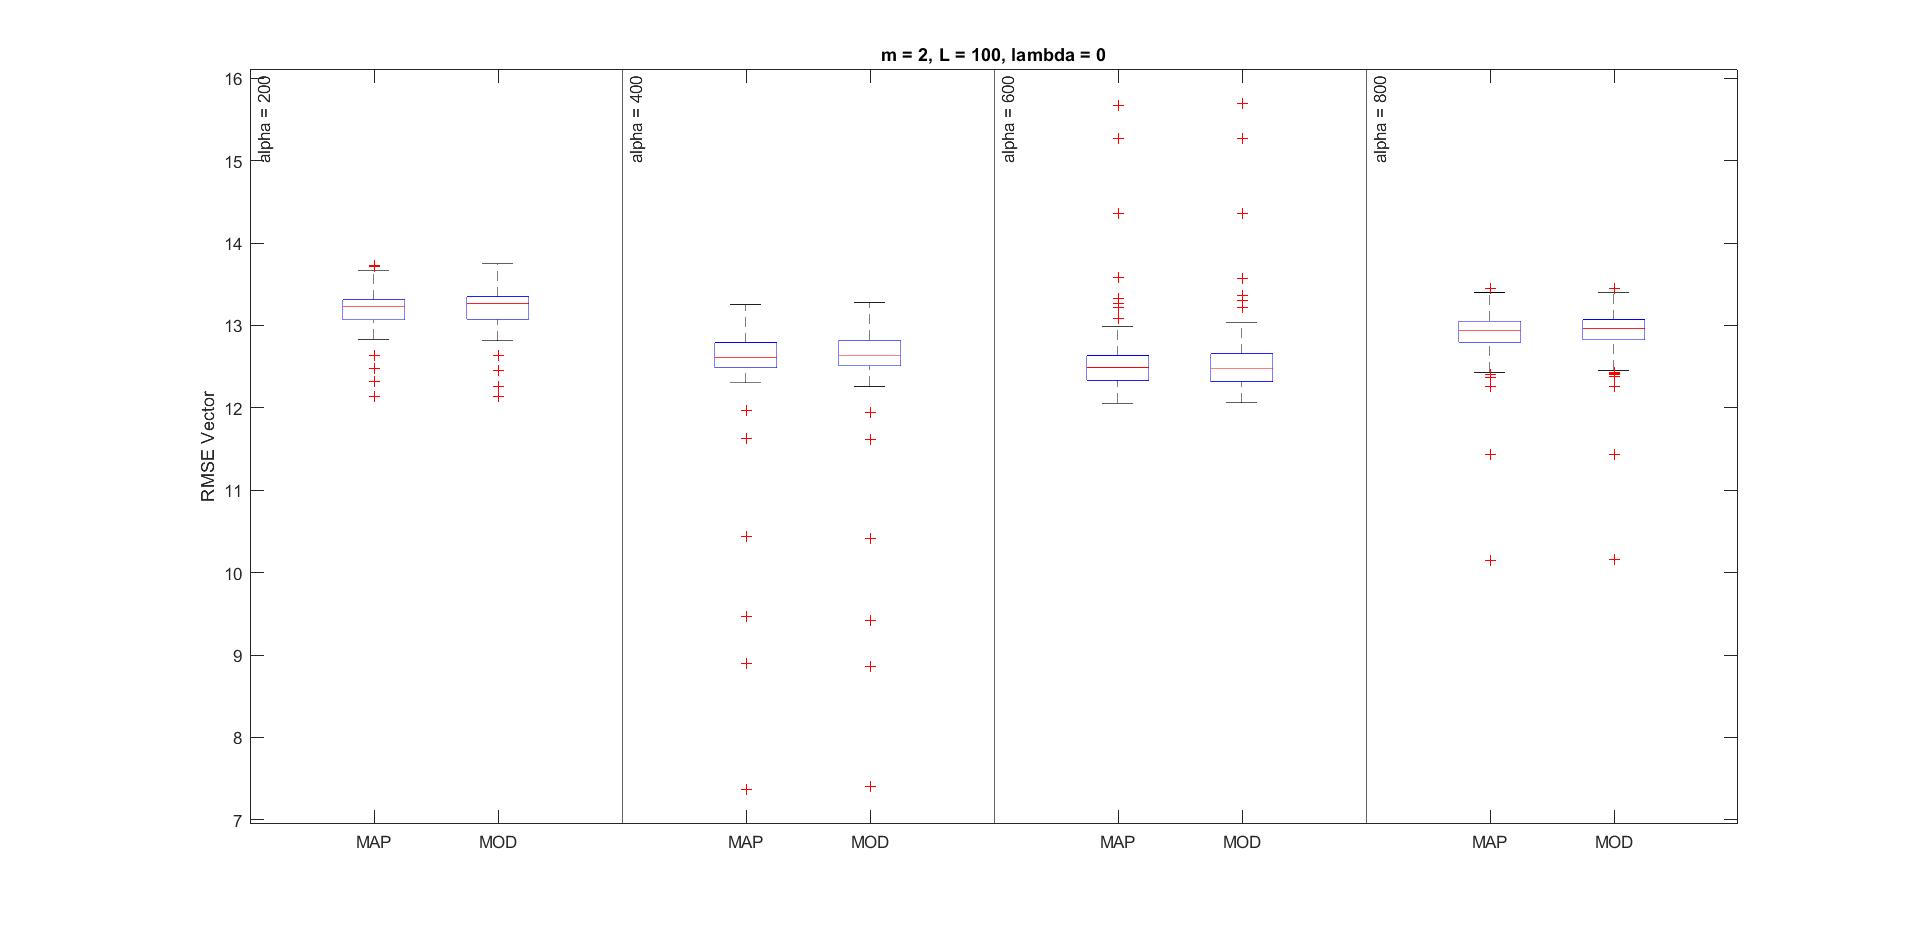 m = 2, L = 100, lambda = 0
alpha = 200
alpha = 400
alpha = 600
alpha = 800
RMSE Vector
16
15
14
13
12
11
10
9
8
7
MAP MOD MAP MOD MAP MOD MAP MOD